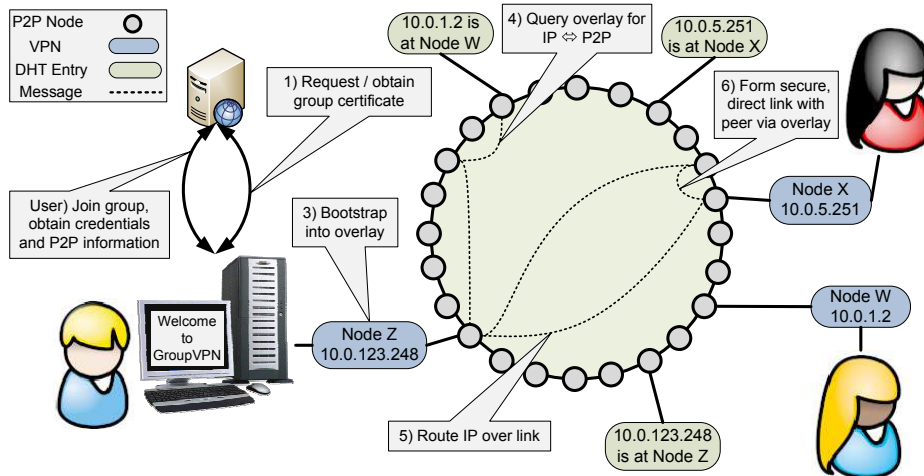 P2P Node
VPN
DHT Entry
Message
10.0.1.2 is
at Node W
4) Query overlay for
IP ⇔ P2P
10.0.5.251
is at Node X
1) Request / obtain
group certificate
6) Form secure,
direct link with
peer via overlay
User) Join group,
obtain credentials
and P2P information
3) Bootstrap
into overlay
Node X
10.0.5.251
Welcome
to
GroupVPN
Node Z
10.0.123.248
Node W
10.0.1.2
5) Route IP over link
10.0.123.248
is at Node Z